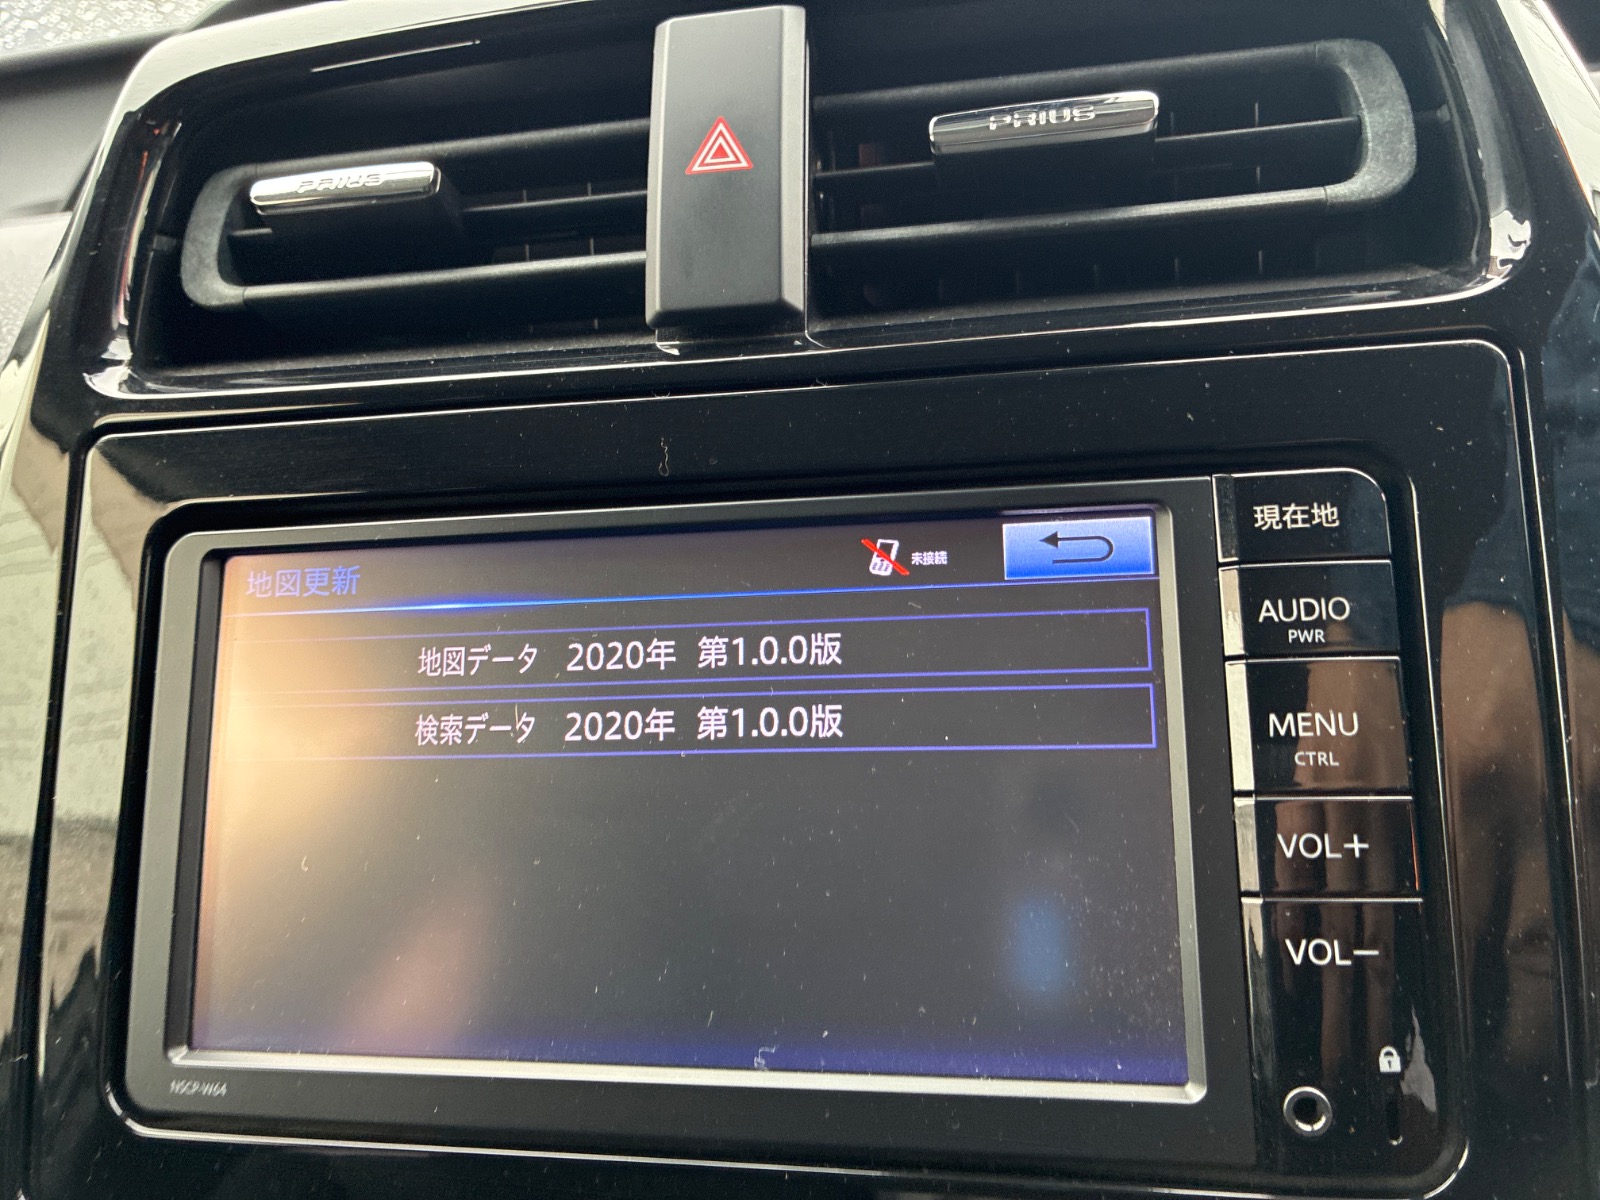 PRIUS
PRIUS
地図更新
未接続
地図データ 2020年 第1.0.0版
検索データ 2020年 第1.0.0版
現在地
AUDIO
PWR
MENU
CTRL
VOL+
VOL−
NSCP-W64